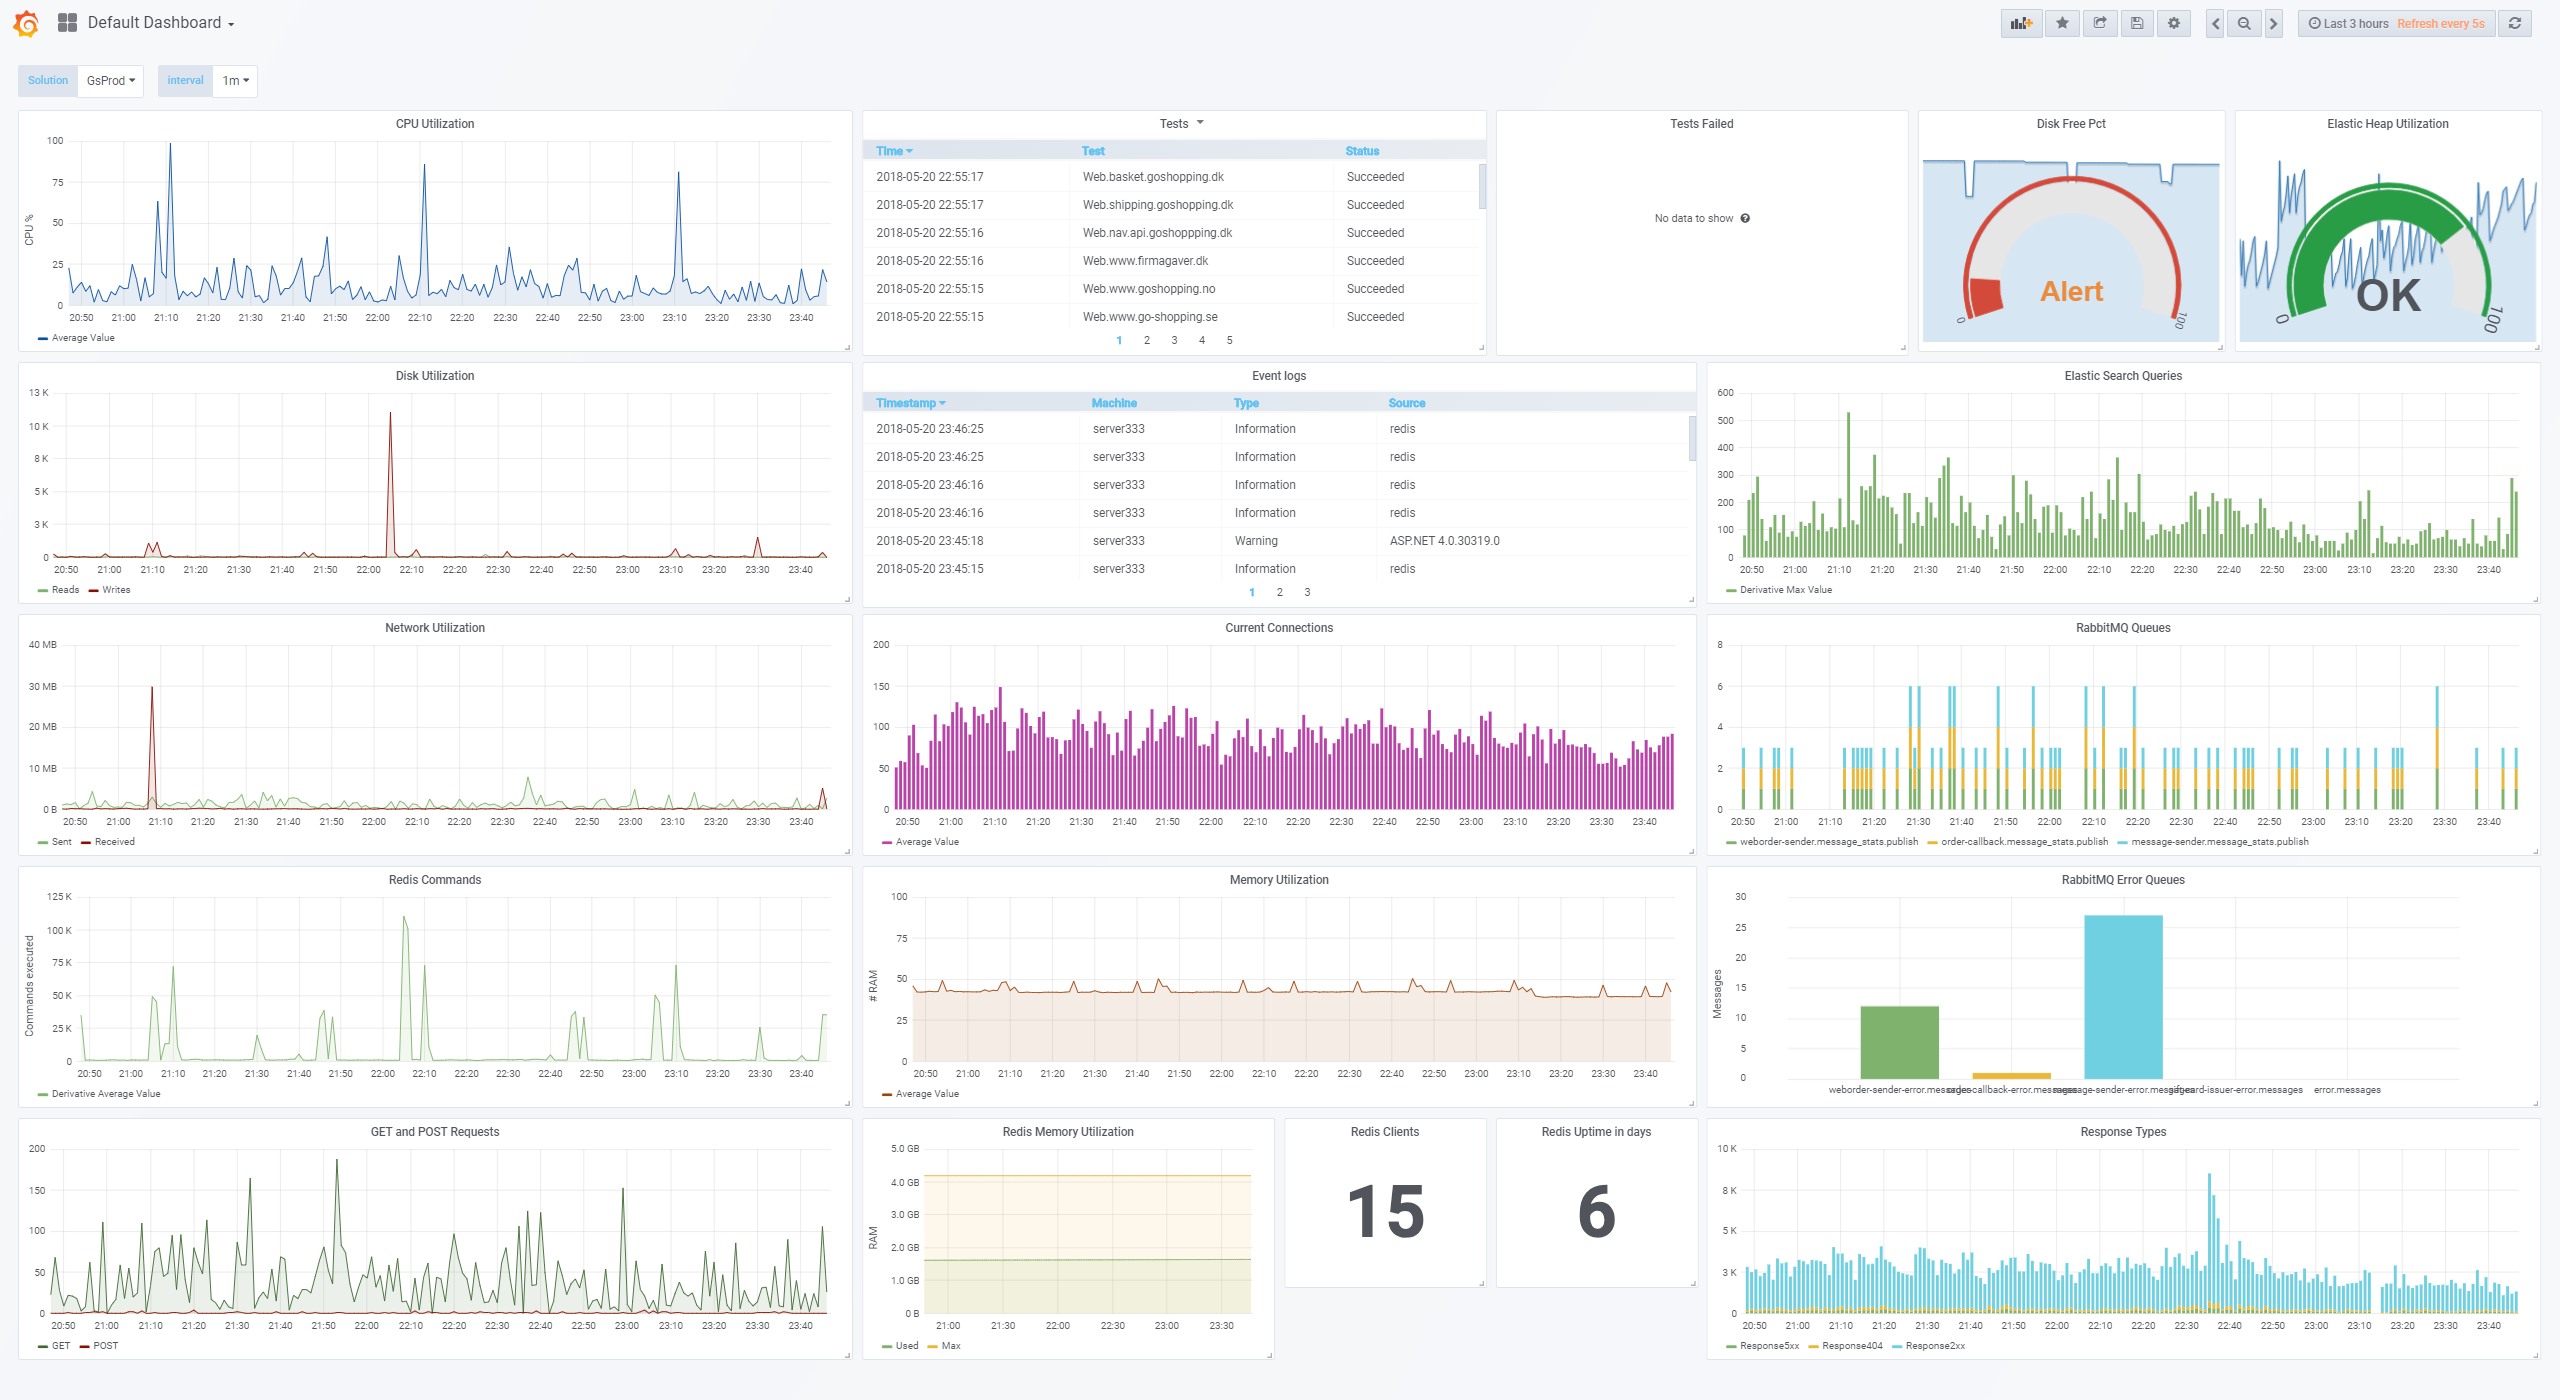 Default Dashboard
Last 3 hours Refresh every 5s
Solution GsProd interval 1m
CPU Utilization
100
75
50
25
0
CPU %
20:50 21:00 21:10 21:20 21:30 21:40 21:50 22:00 22:10 22:20 22:30 22:40 22:50 23:00 23:10 23:20 23:30 23:40
Average Value
Tests
Time Test Status
2018-05-20 22:55:17 Web.basket.goshopping.dk Succeeded
2018-05-20 22:55:17 Web.shipping.goshopping.dk Succeeded
2018-05-20 22:55:16 Web.nav.api.goshoppping.dk Succeeded
2018-05-20 22:55:16 Web.www.firmagaver.dk Succeeded
2018-05-20 22:55:15 Web.www.goshopping.no Succeeded
2018-05-20 22:55:15 Web.www.go-shopping.se Succeeded
1 2 3 4 5
Tests Failed
No data to show
Disk Free Pct
Alert
0 100
Elastic Heap Utilization
OK
0 100
Disk Utilization
13 K
10 K
8 K
5 K
3 K
0
20:50 21:00 21:10 21:20 21:30 21:40 21:50 22:00 22:10 22:20 22:30 22:40 22:50 23:00 23:10 23:20 23:30 23:40
Reads Writes
Event logs
Timestamp Machine Type Source
2018-05-20 23:46:25 server333 Information redis
2018-05-20 23:46:25 server333 Information redis
2018-05-20 23:46:16 server333 Information redis
2018-05-20 23:46:16 server333 Information redis
2018-05-20 23:45:18 server333 Warning ASP.NET 4.0.30319.0
2018-05-20 23:45:15 server333 Information redis
1 2 3
Elastic Search Queries
600
500
400
300
200
100
0
20:50 21:00 21:10 21:20 21:30 21:40 21:50 22:00 22:10 22:20 22:30 22:40 22:50 23:00 23:10 23:20 23:30 23:40
Derivative Max Value
Network Utilization
40 MB
30 MB
20 MB
10 MB
0 B
20:50 21:00 21:10 21:20 21:30 21:40 21:50 22:00 22:10 22:20 22:30 22:40 22:50 23:00 23:10 23:20 23:30 23:40
Sent Received
Current Connections
200
150
100
50
0
20:50 21:00 21:10 21:20 21:30 21:40 21:50 22:00 22:10 22:20 22:30 22:40 22:50 23:00 23:10 23:20 23:30 23:40
Average Value
RabbitMQ Queues
8
6
4
2
0
20:50 21:00 21:10 21:20 21:30 21:40 21:50 22:00 22:10 22:20 22:30 22:40 22:50 23:00 23:10 23:20 23:30 23:40
weborder-sender.message_stats.publish order-callback.message_stats.publish message-sender.message_stats.publish
Redis Commands
125 K
100 K
75 K
50 K
25 K
0
Commands executed
20:50 21:00 21:10 21:20 21:30 21:40 21:50 22:00 22:10 22:20 22:30 22:40 22:50 23:00 23:10 23:20 23:30 23:40
Derivative Average Value
Memory Utilization
100
75
50
25
0
# RAM
20:50 21:00 21:10 21:20 21:30 21:40 21:50 22:00 22:10 22:20 22:30 22:40 22:50 23:00 23:10 23:20 23:30 23:40
Average Value
RabbitMQ Error Queues
30
25
20
15
10
5
0
Messages
weborder-sender-error.messages order-callback-error.messages message-sender-error.messages error.messages
GET and POST Requests
200
150
100
50
0
20:50 21:00 21:10 21:20 21:30 21:40 21:50 22:00 22:10 22:20 22:30 22:40 22:50 23:00 23:10 23:20 23:30 23:40
GET POST
Redis Memory Utilization
5.0 GB
4.0 GB
3.0 GB
2.0 GB
1.0 GB
0 B
RAM
21:00 21:30 22:00 22:30 23:00 23:30
Used Max
Redis Clients
15
Redis Uptime in days
6
Response Types
10 K
8 K
5 K
3 K
0
20:50 21:00 21:10 21:20 21:30 21:40 21:50 22:00 22:10 22:20 22:30 22:40 22:50 23:00 23:10 23:20 23:30 23:40
Response5xx Response404 Response2xx